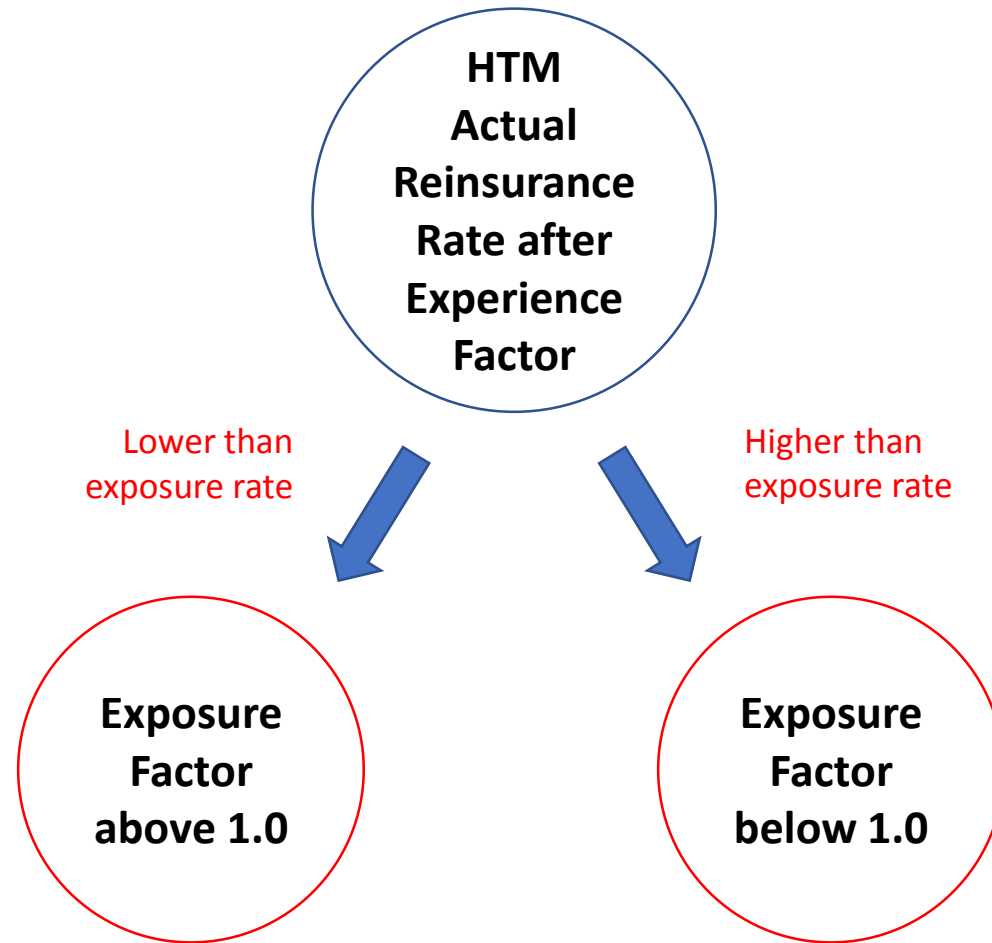 HTM
Actual
Reinsurance
Rate after
Experience
Factor
Lower than
exposure rate
Higher than
exposure rate
Exposure
Factor
above 1.0
Exposure
Factor
below 1.0